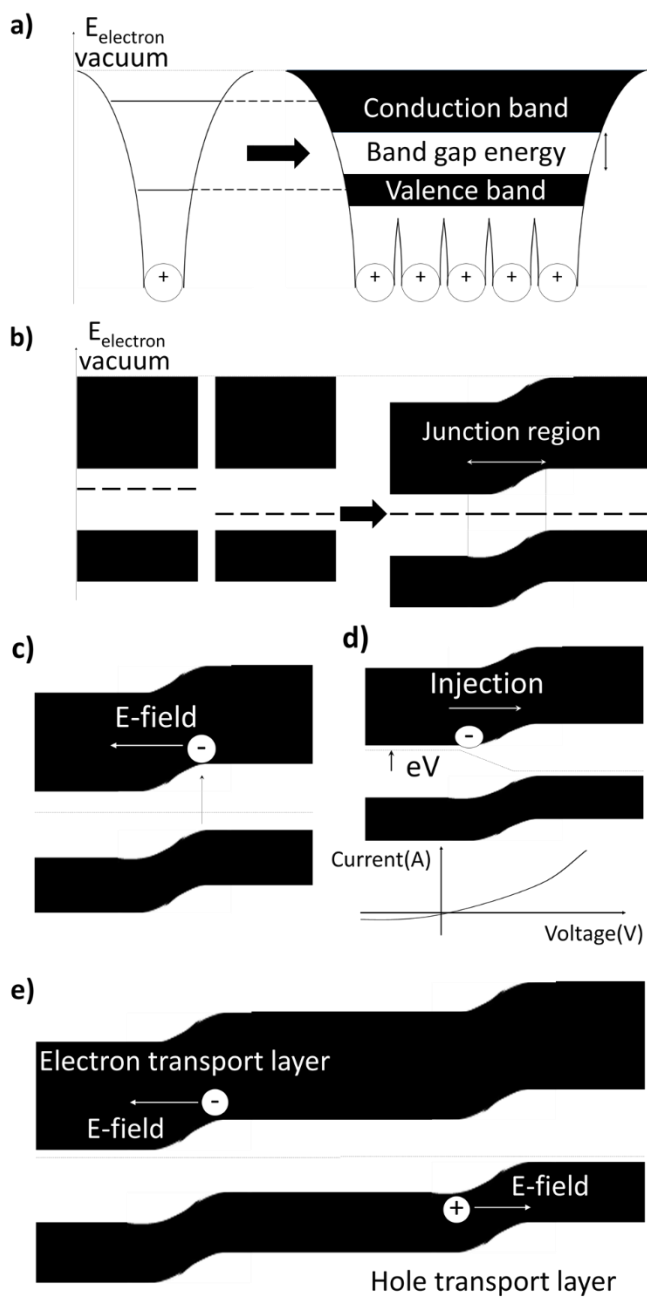 a)
E electron
vacuum
Conduction band
Band gap energy
Valence band
+
+ + + + +
b)
E electron
vacuum
Junction region
c)
E-field
-
d)
Injection
-
eV
Current(A)
Voltage(V)
e)
Electron transport layer
-
E-field
+
E-field
Hole transport layer